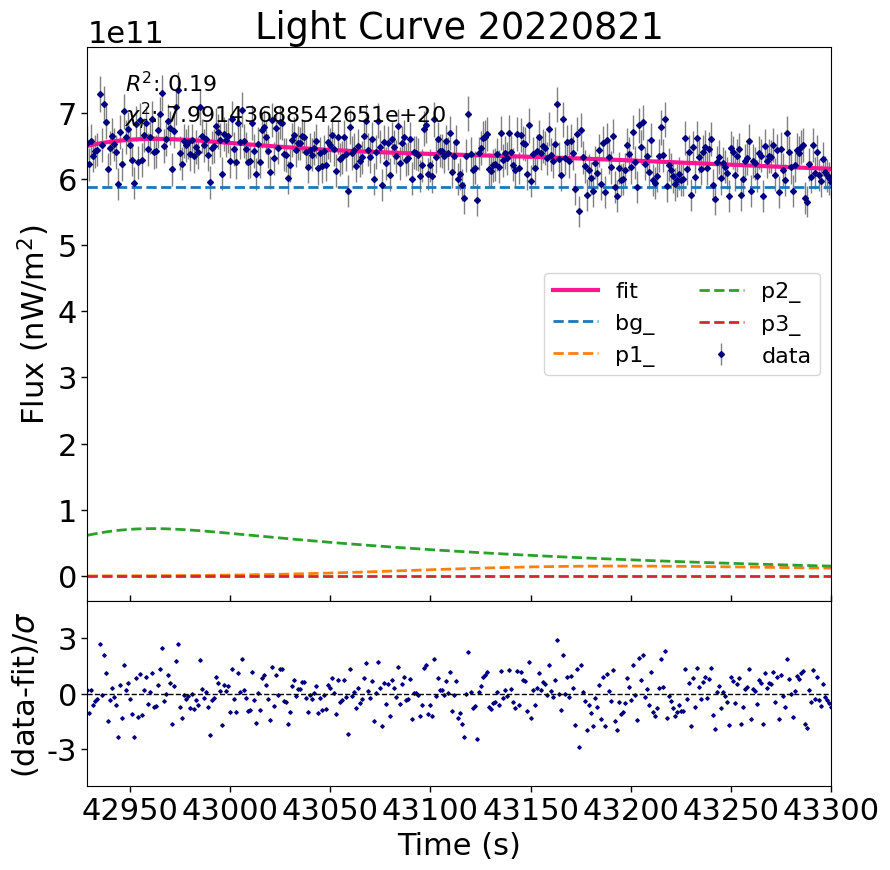 Light Curve 20220821
1e11
R²: 0.19
χ²: 7.99143688542651e+20
7
6
5
4
3
2
1
0
Flux (nW/m²)
fit
bg_
p1_
p2_
p3_
data
3
0
-3
(data-fit)/σ
42950 43000 43050 43100 43150 43200 43250 43300
Time (s)